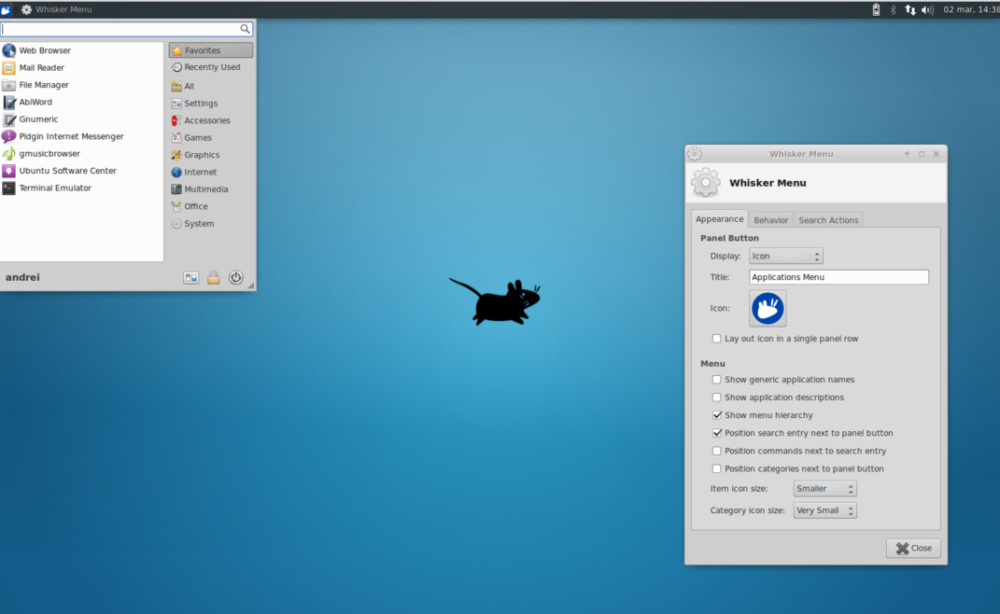 Whisker Menu
02 mar, 14:38
Web Browser
Mail Reader
File Manager
AbiWord
Gnumeric
Pidgin Internet Messenger
gmusicbrowser
Ubuntu Software Center
Terminal Emulator
Favorites
Recently Used
All
Settings
Accessories
Games
Graphics
Internet
Multimedia
Office
System
andrei
Whisker Menu
Whisker Menu
Appearance
Behavior
Search Actions
Panel Button
Display: Icon
Title: Applications Menu
Icon:
Lay out icon in a single panel row
Menu
Show generic application names
Show application descriptions
Show menu hierarchy
Position search entry next to panel button
Position commands next to search entry
Position categories next to panel button
Item icon size: Smaller
Category icon size: Very Small
Close